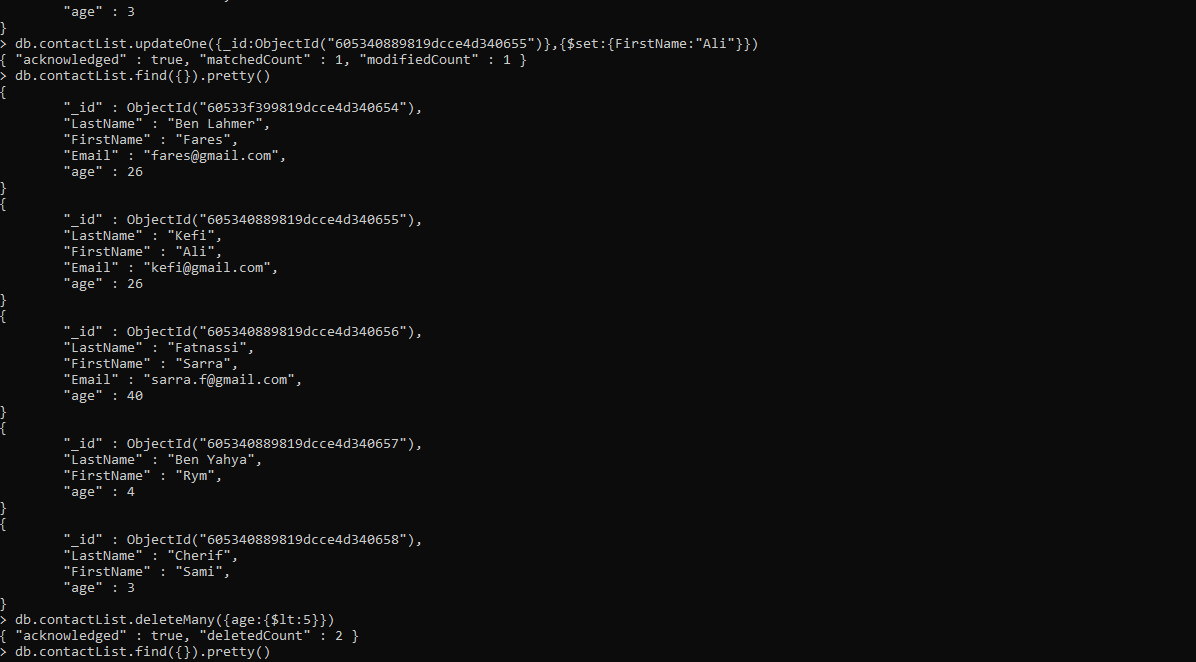 "age" : 3
}
> db.contactList.updateOne({_id:ObjectId("605340889819dcce4d340655")},{$set:{FirstName:"Ali"}})
{ "acknowledged" : true, "matchedCount" : 1, "modifiedCount" : 1 }
> db.contactList.find({}).pretty()
{
"_id" : ObjectId("60533f399819dcce4d340654"),
"LastName" : "Ben Lahmer",
"FirstName" : "Fares",
"Email" : "fares@gmail.com",
"age" : 26
}
{
"_id" : ObjectId("605340889819dcce4d340655"),
"LastName" : "Kefi",
"FirstName" : "Ali",
"Email" : "kefi@gmail.com",
"age" : 26
}
{
"_id" : ObjectId("605340889819dcce4d340656"),
"LastName" : "Fatnassi",
"FirstName" : "Sarra",
"Email" : "sarra.f@gmail.com",
"age" : 40
}
{
"_id" : ObjectId("605340889819dcce4d340657"),
"LastName" : "Ben Yahya",
"FirstName" : "Rym",
"age" : 4
}
{
"_id" : ObjectId("605340889819dcce4d340658"),
"LastName" : "Cherif",
"FirstName" : "Sami",
"age" : 3
}
> db.contactList.deleteMany({age:{$lt:5}})
{ "acknowledged" : true, "deletedCount" : 2 }
> db.contactList.find({}).pretty()